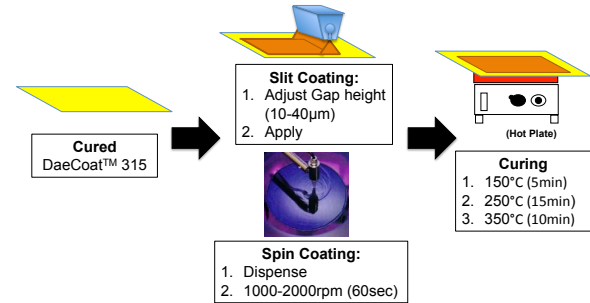 Cured
DaeCoat™ 315
Slit Coating:
1. Adjust Gap height
(10-40μm)
2. Apply
Spin Coating:
1. Dispense
2. 1000-2000rpm (60sec)
(Hot Plate)
Curing
1. 150°C (5min)
2. 250°C (15min)
3. 350°C (10min)